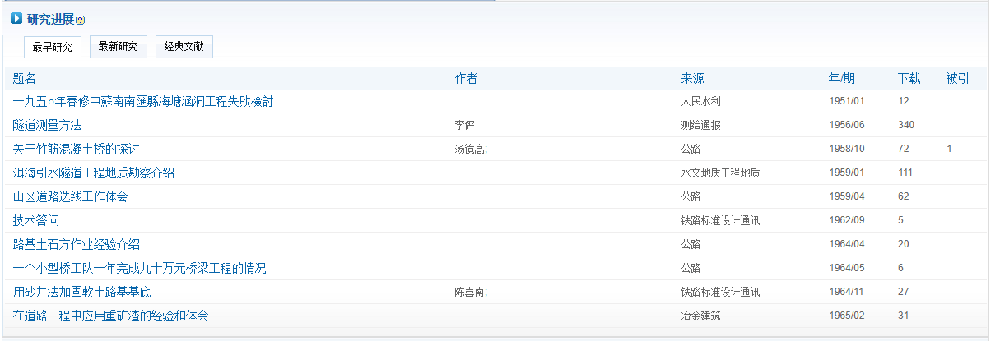 研究进展
最早研究 最新研究 经典文献
题名 作者 来源 年/期 下载 被引
一九五○年春修中蘇南南匯縣海塘涵洞工程失敗檢討 人民水利 1951/01 12
隧道测量方法 李俨 测绘通报 1956/06 340
关于竹筋混凝土桥的探讨 汤镜高; 公路 1958/10 72 1
洱海引水隧道工程地质勘察介绍 水文地质工程地质 1959/01 111
山区道路选线工作体会 公路 1959/04 62
技术答问 铁路标准设计通讯 1962/09 5
路基土石方作业经验介绍 公路 1964/04 20
一个小型桥工队一年完成九十万元桥梁工程的情况 公路 1964/05 6
用砂井法加固軟土路基基底 陈喜南; 铁路标准设计通讯 1964/11 27
在道路工程中应用重矿渣的经验和体会 冶金建筑 1965/02 31